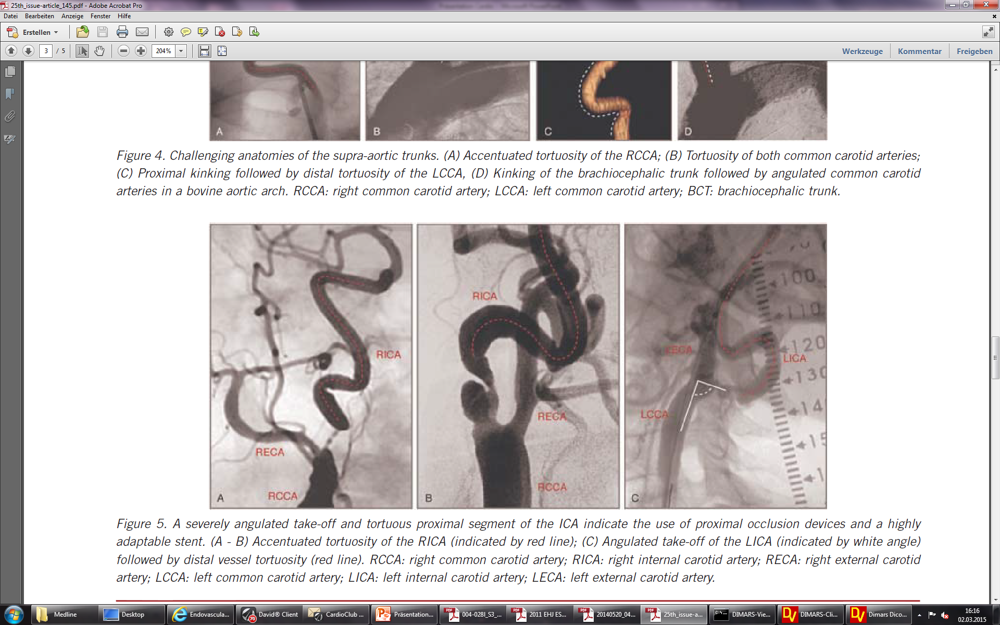 25th_issue-article_145.pdf - Adobe Acrobat Pro
Datei Bearbeiten Anzeige Fenster Hilfe
Erstellen
3 / 5 204% Werkzeuge Kommentar Freigeben
A B C D
Figure 4. Challenging anatomies of the supra-aortic trunks. (A) Accentuated tortuosity of the RCCA; (B) Tortuosity of both common carotid arteries;
(C) Proximal kinking followed by distal tortuosity of the LCCA, (D) Kinking of the brachiocephalic trunk followed by angulated common carotid
arteries in a bovine aortic arch. RCCA: right common carotid artery; LCCA: left common carotid artery; BCT: brachiocephalic trunk.
RICA
RECA
RCCA
A
RICA
RECA
RCCA
B
100
110
120
LECA
LICA
130
14
LCCA
15
1
C
Figure 5. A severely angulated take-off and tortuous proximal segment of the ICA indicate the use of proximal occlusion devices and a highly
adaptable stent. (A - B) Accentuated tortuosity of the RICA (indicated by red line); (C) Angulated take-off of the LICA (indicated by white angle)
followed by distal vessel tortuosity (red line). RCCA: right common carotid artery; RICA: right internal carotid artery; RECA: right external carotid
artery; LCCA: left common carotid artery; LICA: left internal carotid artery; LECA: left external carotid artery.
Medline Desktop Endovascula... David® Client CardioClub ... Präsentation... 004-028I_S3_... 2011 EHJ ES... 20140520_04... 25th_issue-a... DIMARS-Vie... DIMARS-Cli... Dimars Dico... 16:16
70
02.03.2015